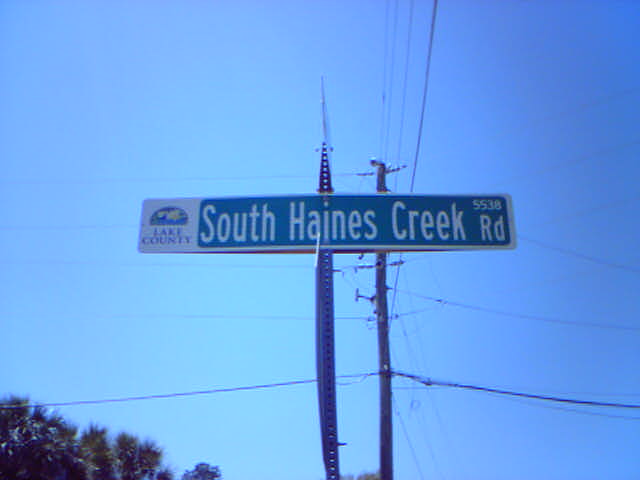 LAKE
COUNTY
South Haines Creek Rd
5538